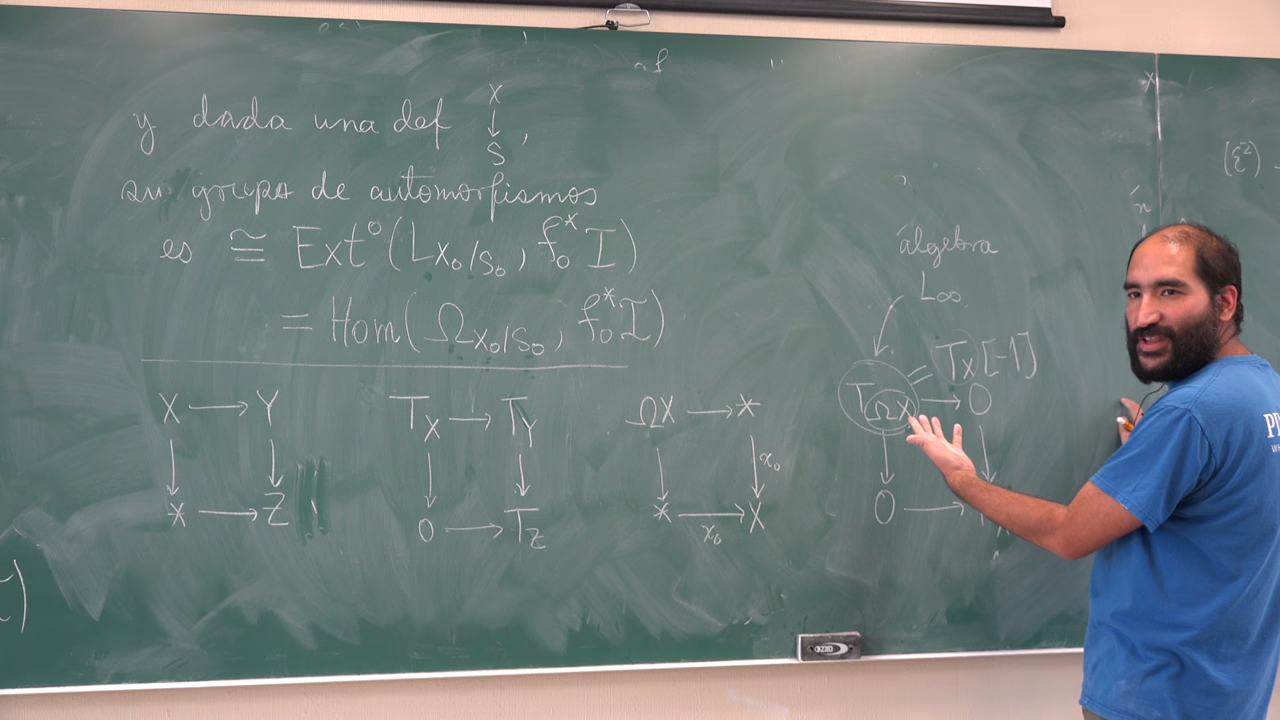 y dada una def X
↓
S ,
su grupo de automorfismos
es ≅ Ext⁰(L_{X₀/S₀}, f₀* I)
= Hom(Ω_{X₀/S₀}, f₀* I)
X → Y
↓ ↓
* → Z
T_X → T_Y
↓ ↓
0 → T_Z
ΩX → *
↓ ↓ x₀
* → X
x₀
álgebra
L∞
T_{ΩX} = T_X[-1]
→ 0
↓ ↓
0 →
(ε²)